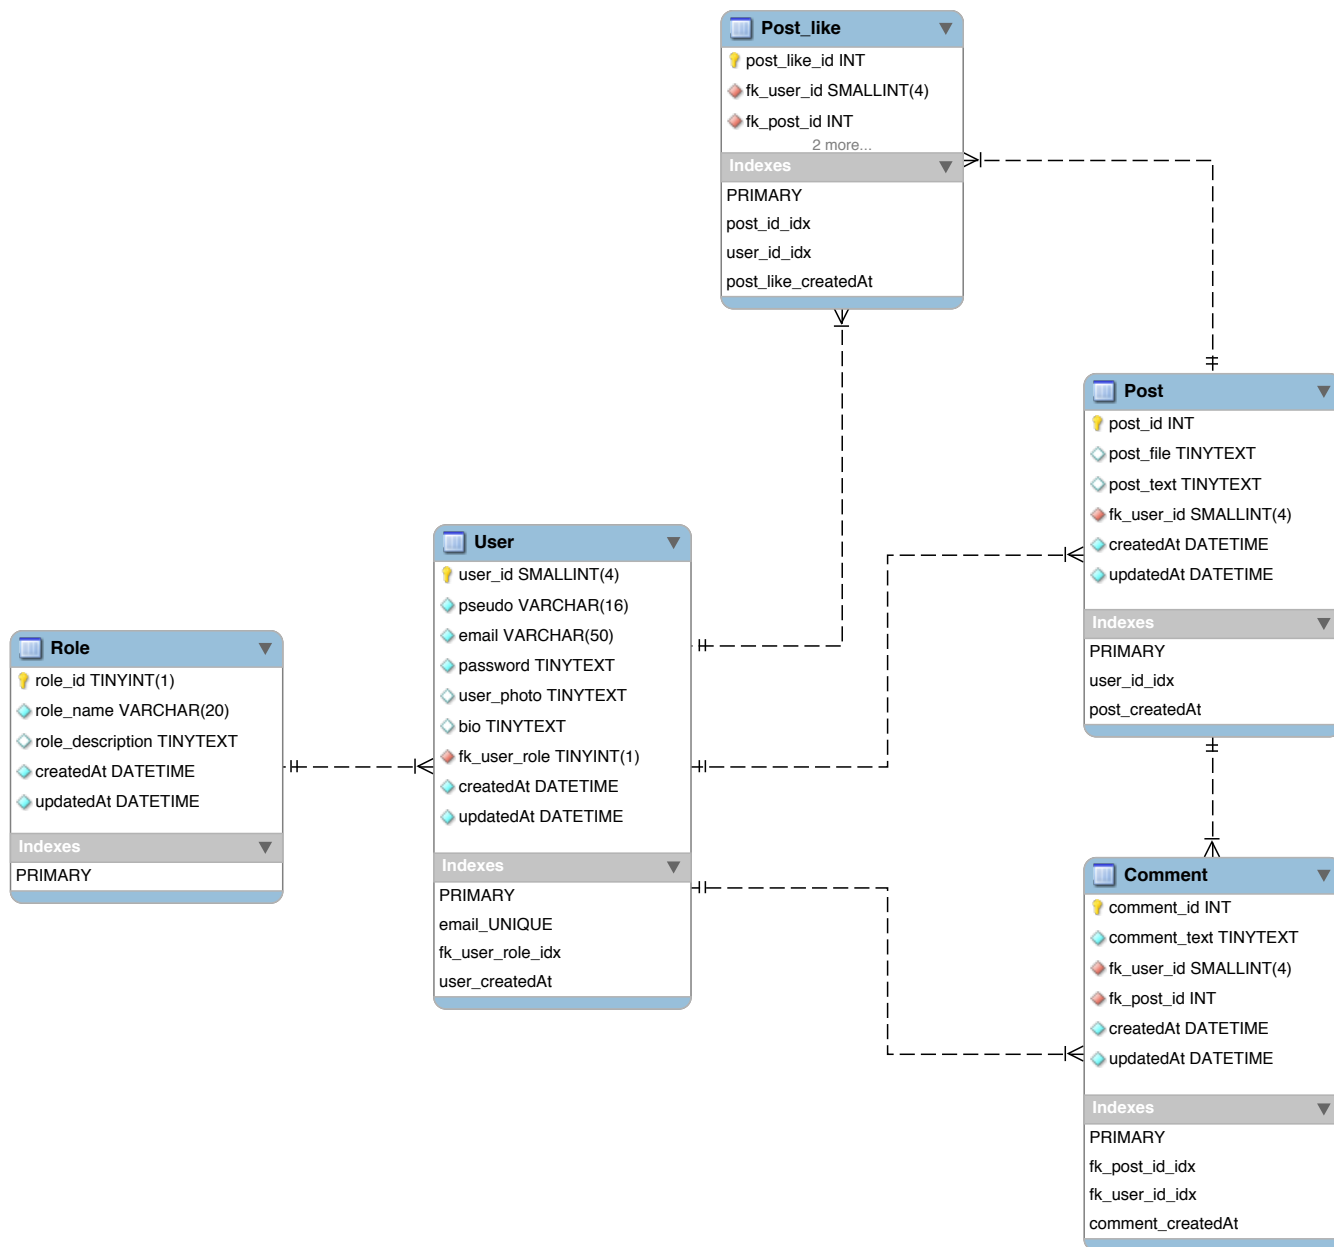 Post_like
post_like_id INT
fk_user_id SMALLINT(4)
fk_post_id INT
2 more...
Indexes
PRIMARY
post_id_idx
user_id_idx
post_like_createdAt
Post
post_id INT
post_file TINYTEXT
post_text TINYTEXT
fk_user_id SMALLINT(4)
createdAt DATETIME
updatedAt DATETIME
Indexes
PRIMARY
user_id_idx
post_createdAt
User
user_id SMALLINT(4)
pseudo VARCHAR(16)
email VARCHAR(50)
password TINYTEXT
user_photo TINYTEXT
bio TINYTEXT
fk_user_role TINYINT(1)
createdAt DATETIME
updatedAt DATETIME
Indexes
PRIMARY
email_UNIQUE
fk_user_role_idx
user_createdAt
Role
role_id TINYINT(1)
role_name VARCHAR(20)
role_description TINYTEXT
createdAt DATETIME
updatedAt DATETIME
Indexes
PRIMARY
Comment
comment_id INT
comment_text TINYTEXT
fk_user_id SMALLINT(4)
fk_post_id INT
createdAt DATETIME
updatedAt DATETIME
Indexes
PRIMARY
fk_post_id_idx
fk_user_id_idx
comment_createdAt